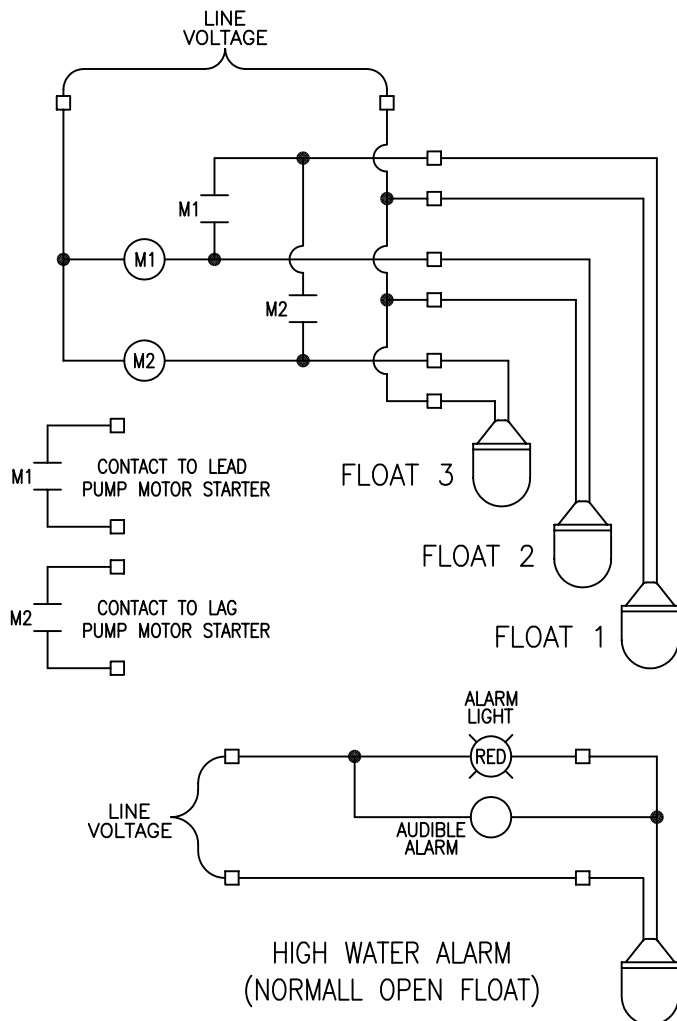 LINE
VOLTAGE
M1
M1
M2
M2
M1
CONTACT TO LEAD
PUMP MOTOR STARTER
M2
CONTACT TO LAG
PUMP MOTOR STARTER
FLOAT 3
FLOAT 2
FLOAT 1
ALARM
LIGHT
RED
LINE
VOLTAGE
AUDIBLE
ALARM
HIGH WATER ALARM
(NORMALL OPEN FLOAT)